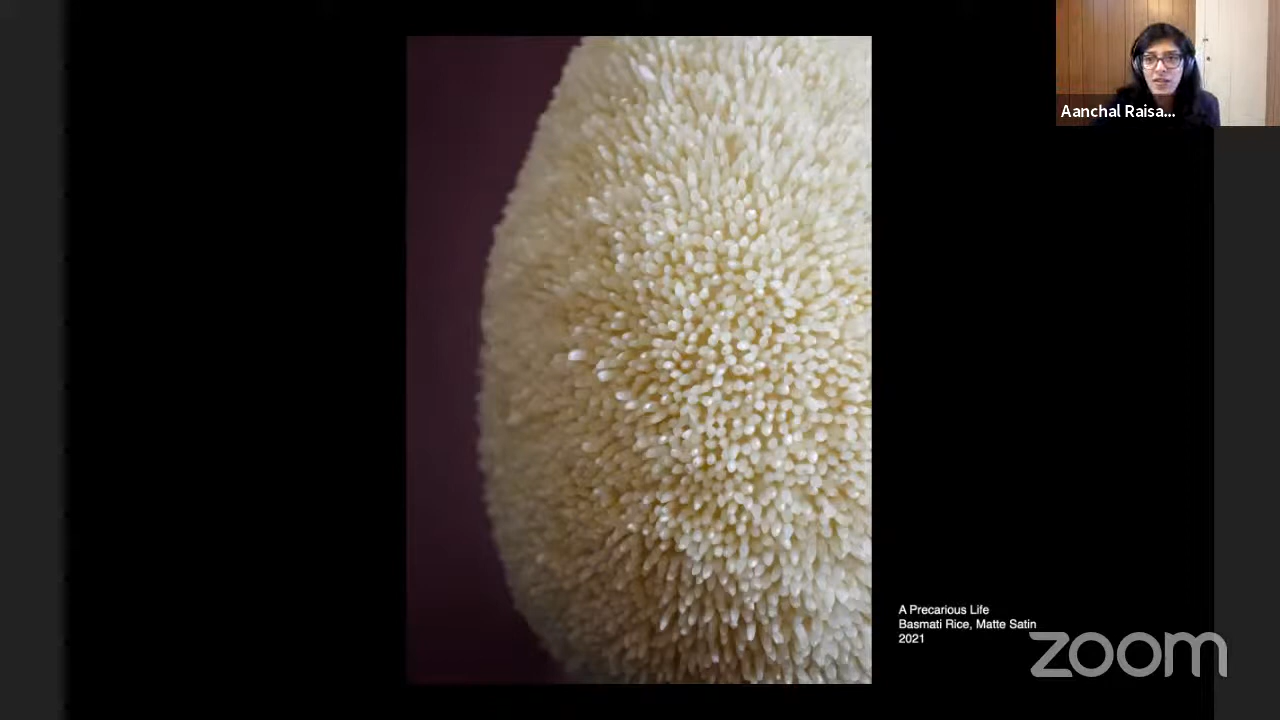 Aanchal Raisa...
A Precarious Life
Basmati Rice, Matte Satin
2021
zoom